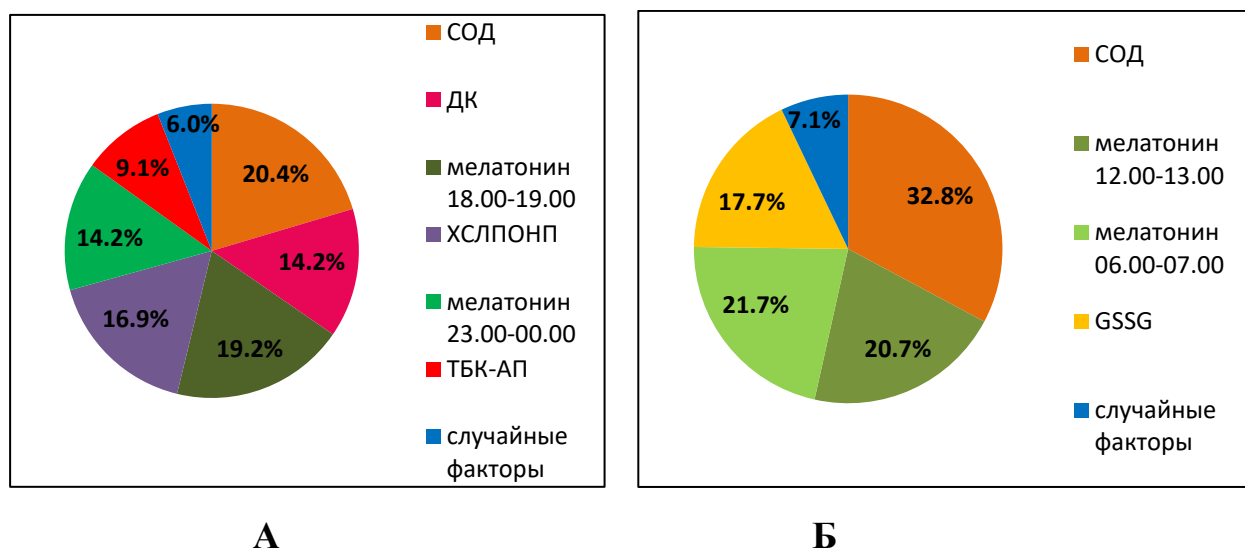 СОД
ДК
мелатонин
18.00-19.00
ХСЛПОНП
мелатонин
23.00-00.00
ТБК-АП
случайные
факторы
6.0%
20.4%
9.1%
14.2%
14.2%
16.9%
19.2%
А
СОД
мелатонин
12.00-13.00
мелатонин
06.00-07.00
GSSG
случайные
факторы
7.1%
32.8%
17.7%
21.7%
20.7%
Б